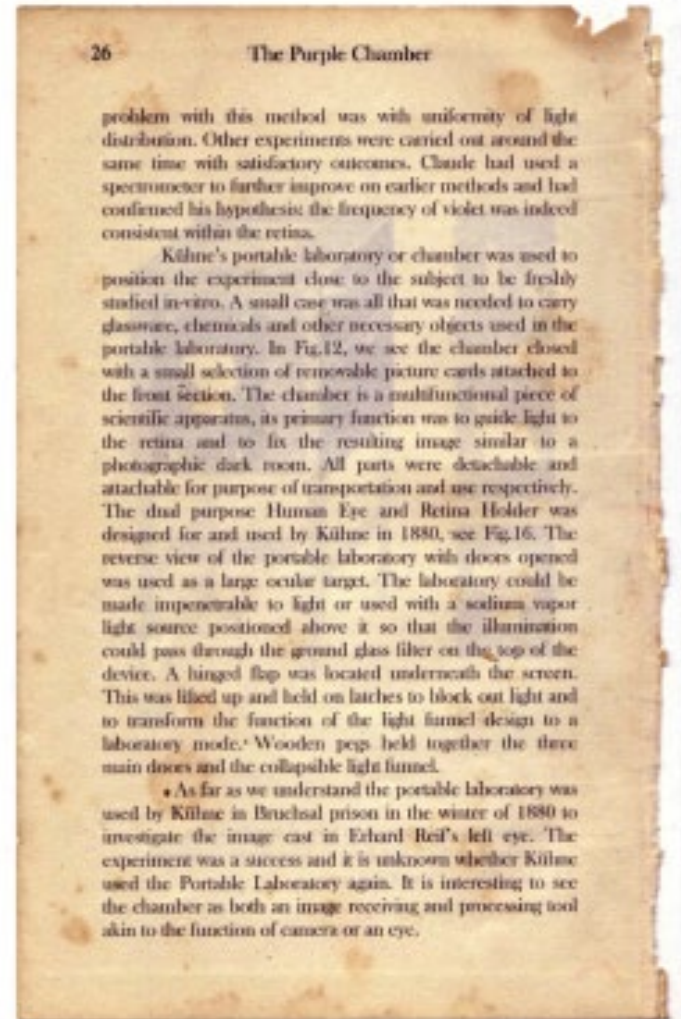 26 The Purple Chamber
problem with this method was with uniformity of light
distribution. Other experiments were carried out around the
same time with satisfactory outcomes. Claude had used a
spectrometer to further improve on earlier methods and had
confirmed his hypothesis: the frequency of violet was indeed
consistent within the retina.
Kühne's portable laboratory or chamber was used to
position the experiment close to the subject to be freshly
studied in-vitro. A small case was all that was needed to carry
glassware, chemicals and other necessary objects used in the
portable laboratory. In Fig.12, we see the chamber closed
with a small selection of removable picture cards attached to
the front section. The chamber is a multifunctional piece of
scientific apparatus, its primary function was to guide light to
the retina and to fix the resulting image similar to a
photographic dark room. All parts were detachable and
attachable for purpose of transportation and use respectively.
The dual purpose Human Eye and Retina Holder was
designed for and used by Kühne in 1880, see Fig.16. The
reverse view of the portable laboratory with doors opened
was used as a large ocular target. The laboratory could be
made impenetrable to light or used with a sodium vapor
light source positioned above it so that the illumination
could pass through the ground glass filter on the top of the
device. A hinged flap was located underneath the screen.
This was lifted up and held on latches to block out light and
to transform the function of the light funnel design to a
laboratory mode. Wooden pegs held together the three
main doors and the collapsible light funnel.
As far as we understand the portable laboratory was
used by Kühne in Bruchsal prison in the winter of 1880 to
investigate the image cast in Erhard Reif's left eye. The
experiment was a success and it is unknown whether Kühne
used the Portable Laboratory again. It is interesting to see
the chamber as both an image receiving and processing tool
akin to the function of camera or an eye.